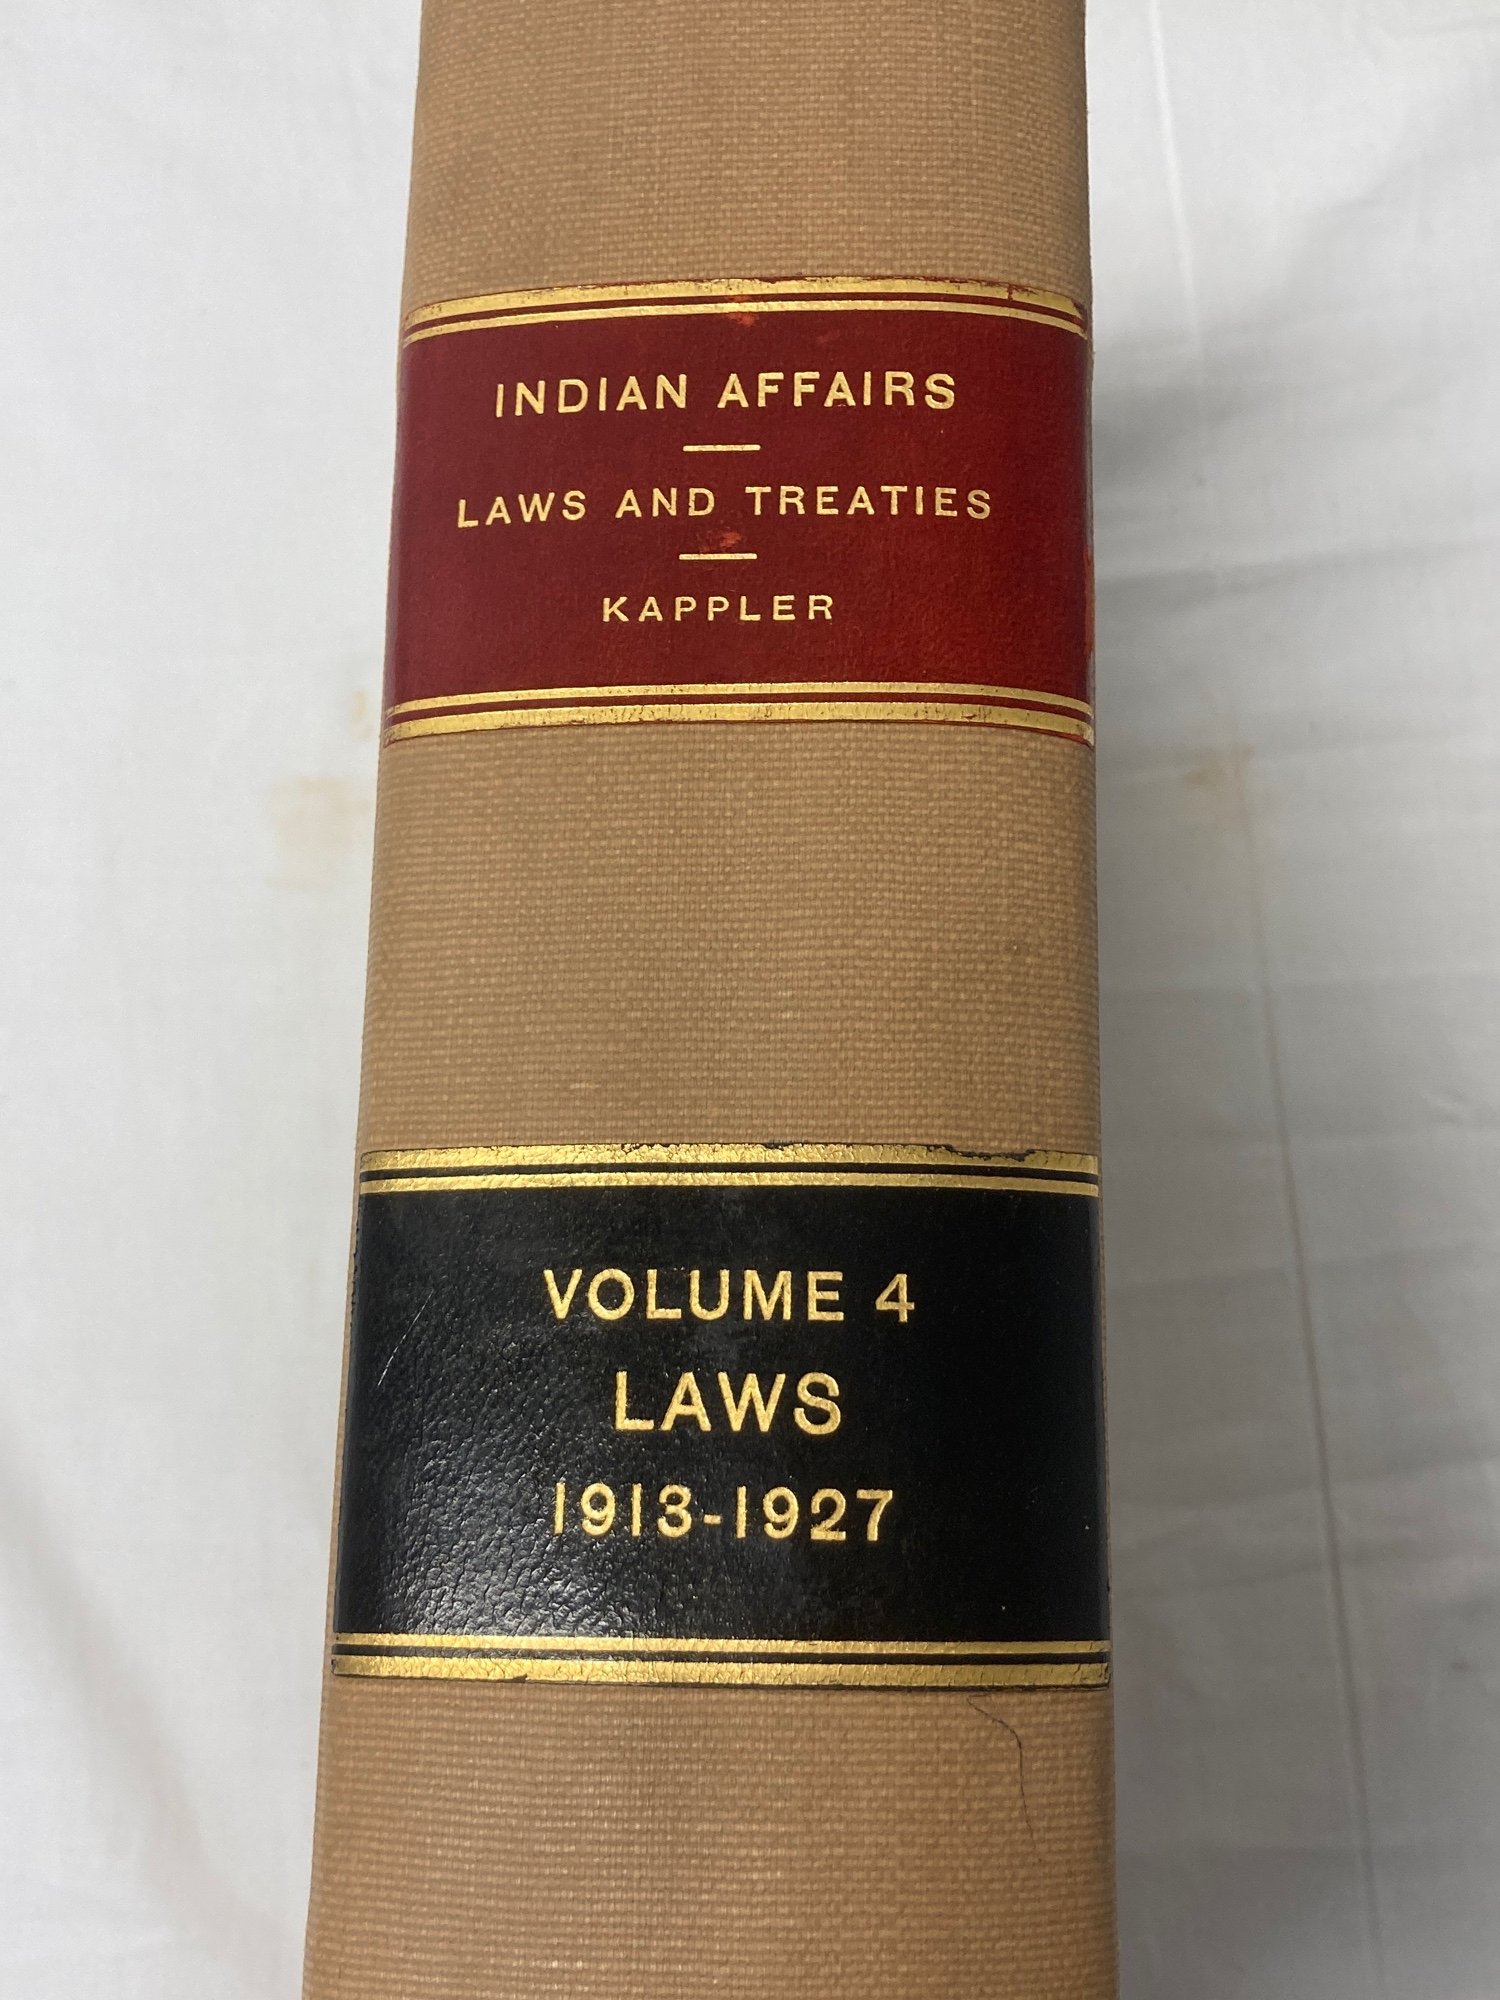 INDIAN AFFAIRS
LAWS AND TREATIES
KAPPLER
VOLUME 4
LAWS
1913-1927